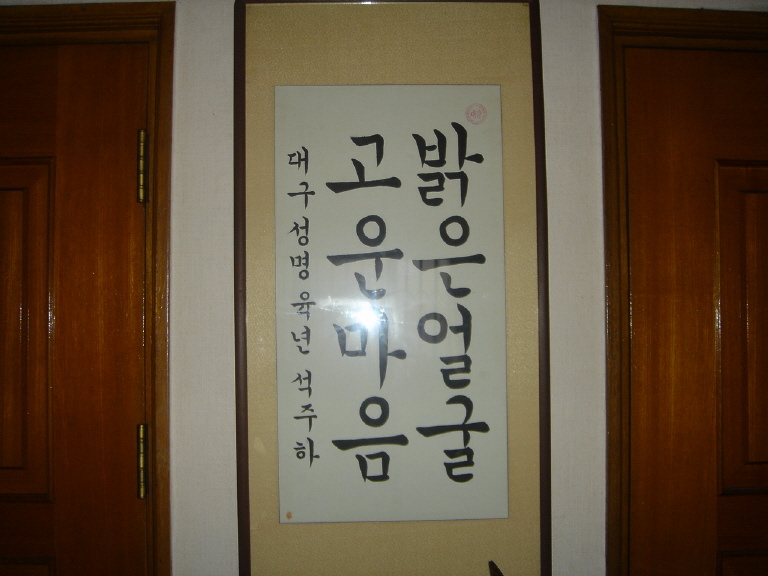 밝은얼굴
고운마음
대구성명육년 석주하